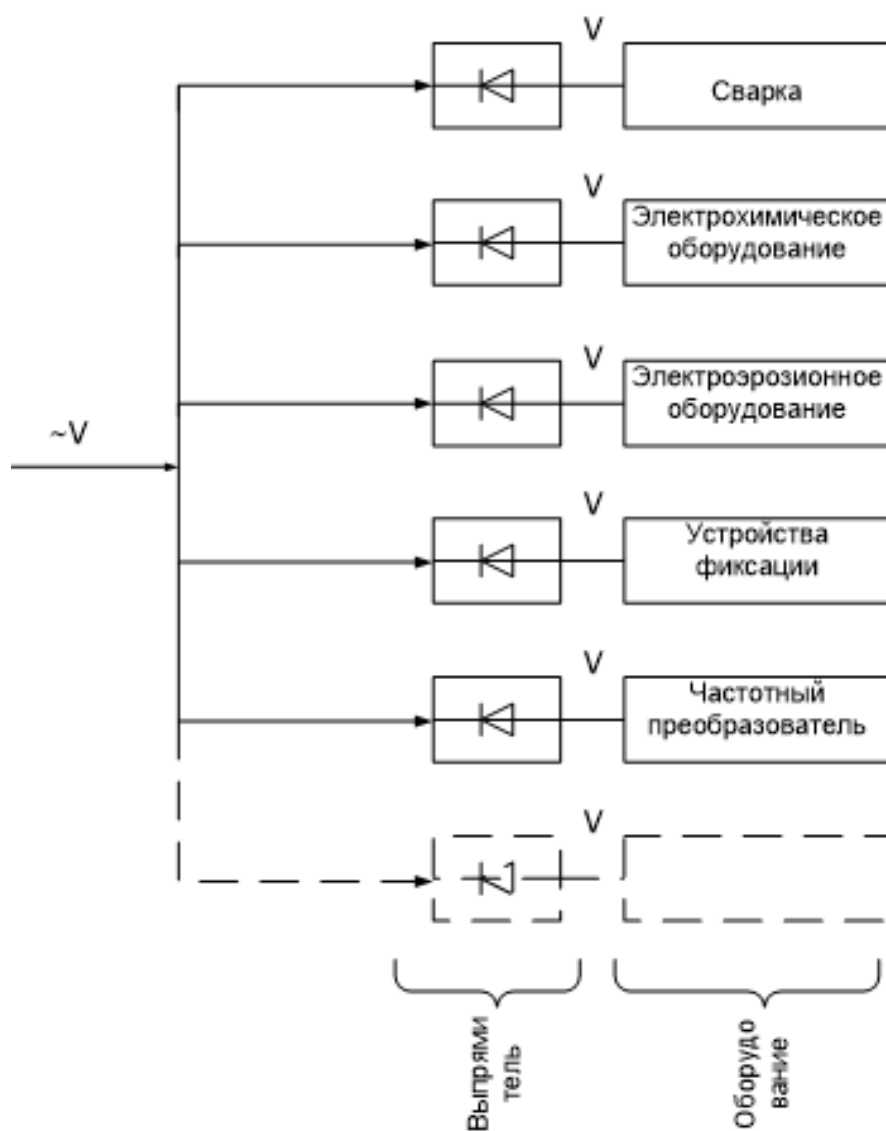 V
Сварка
V
Электрохимическое
оборудование
V
Электроэрозионное
оборудование
~V
V
Устройства
фиксации
V
Частотный
преобразователь
V
Выпрями
тель
Оборудо
вание